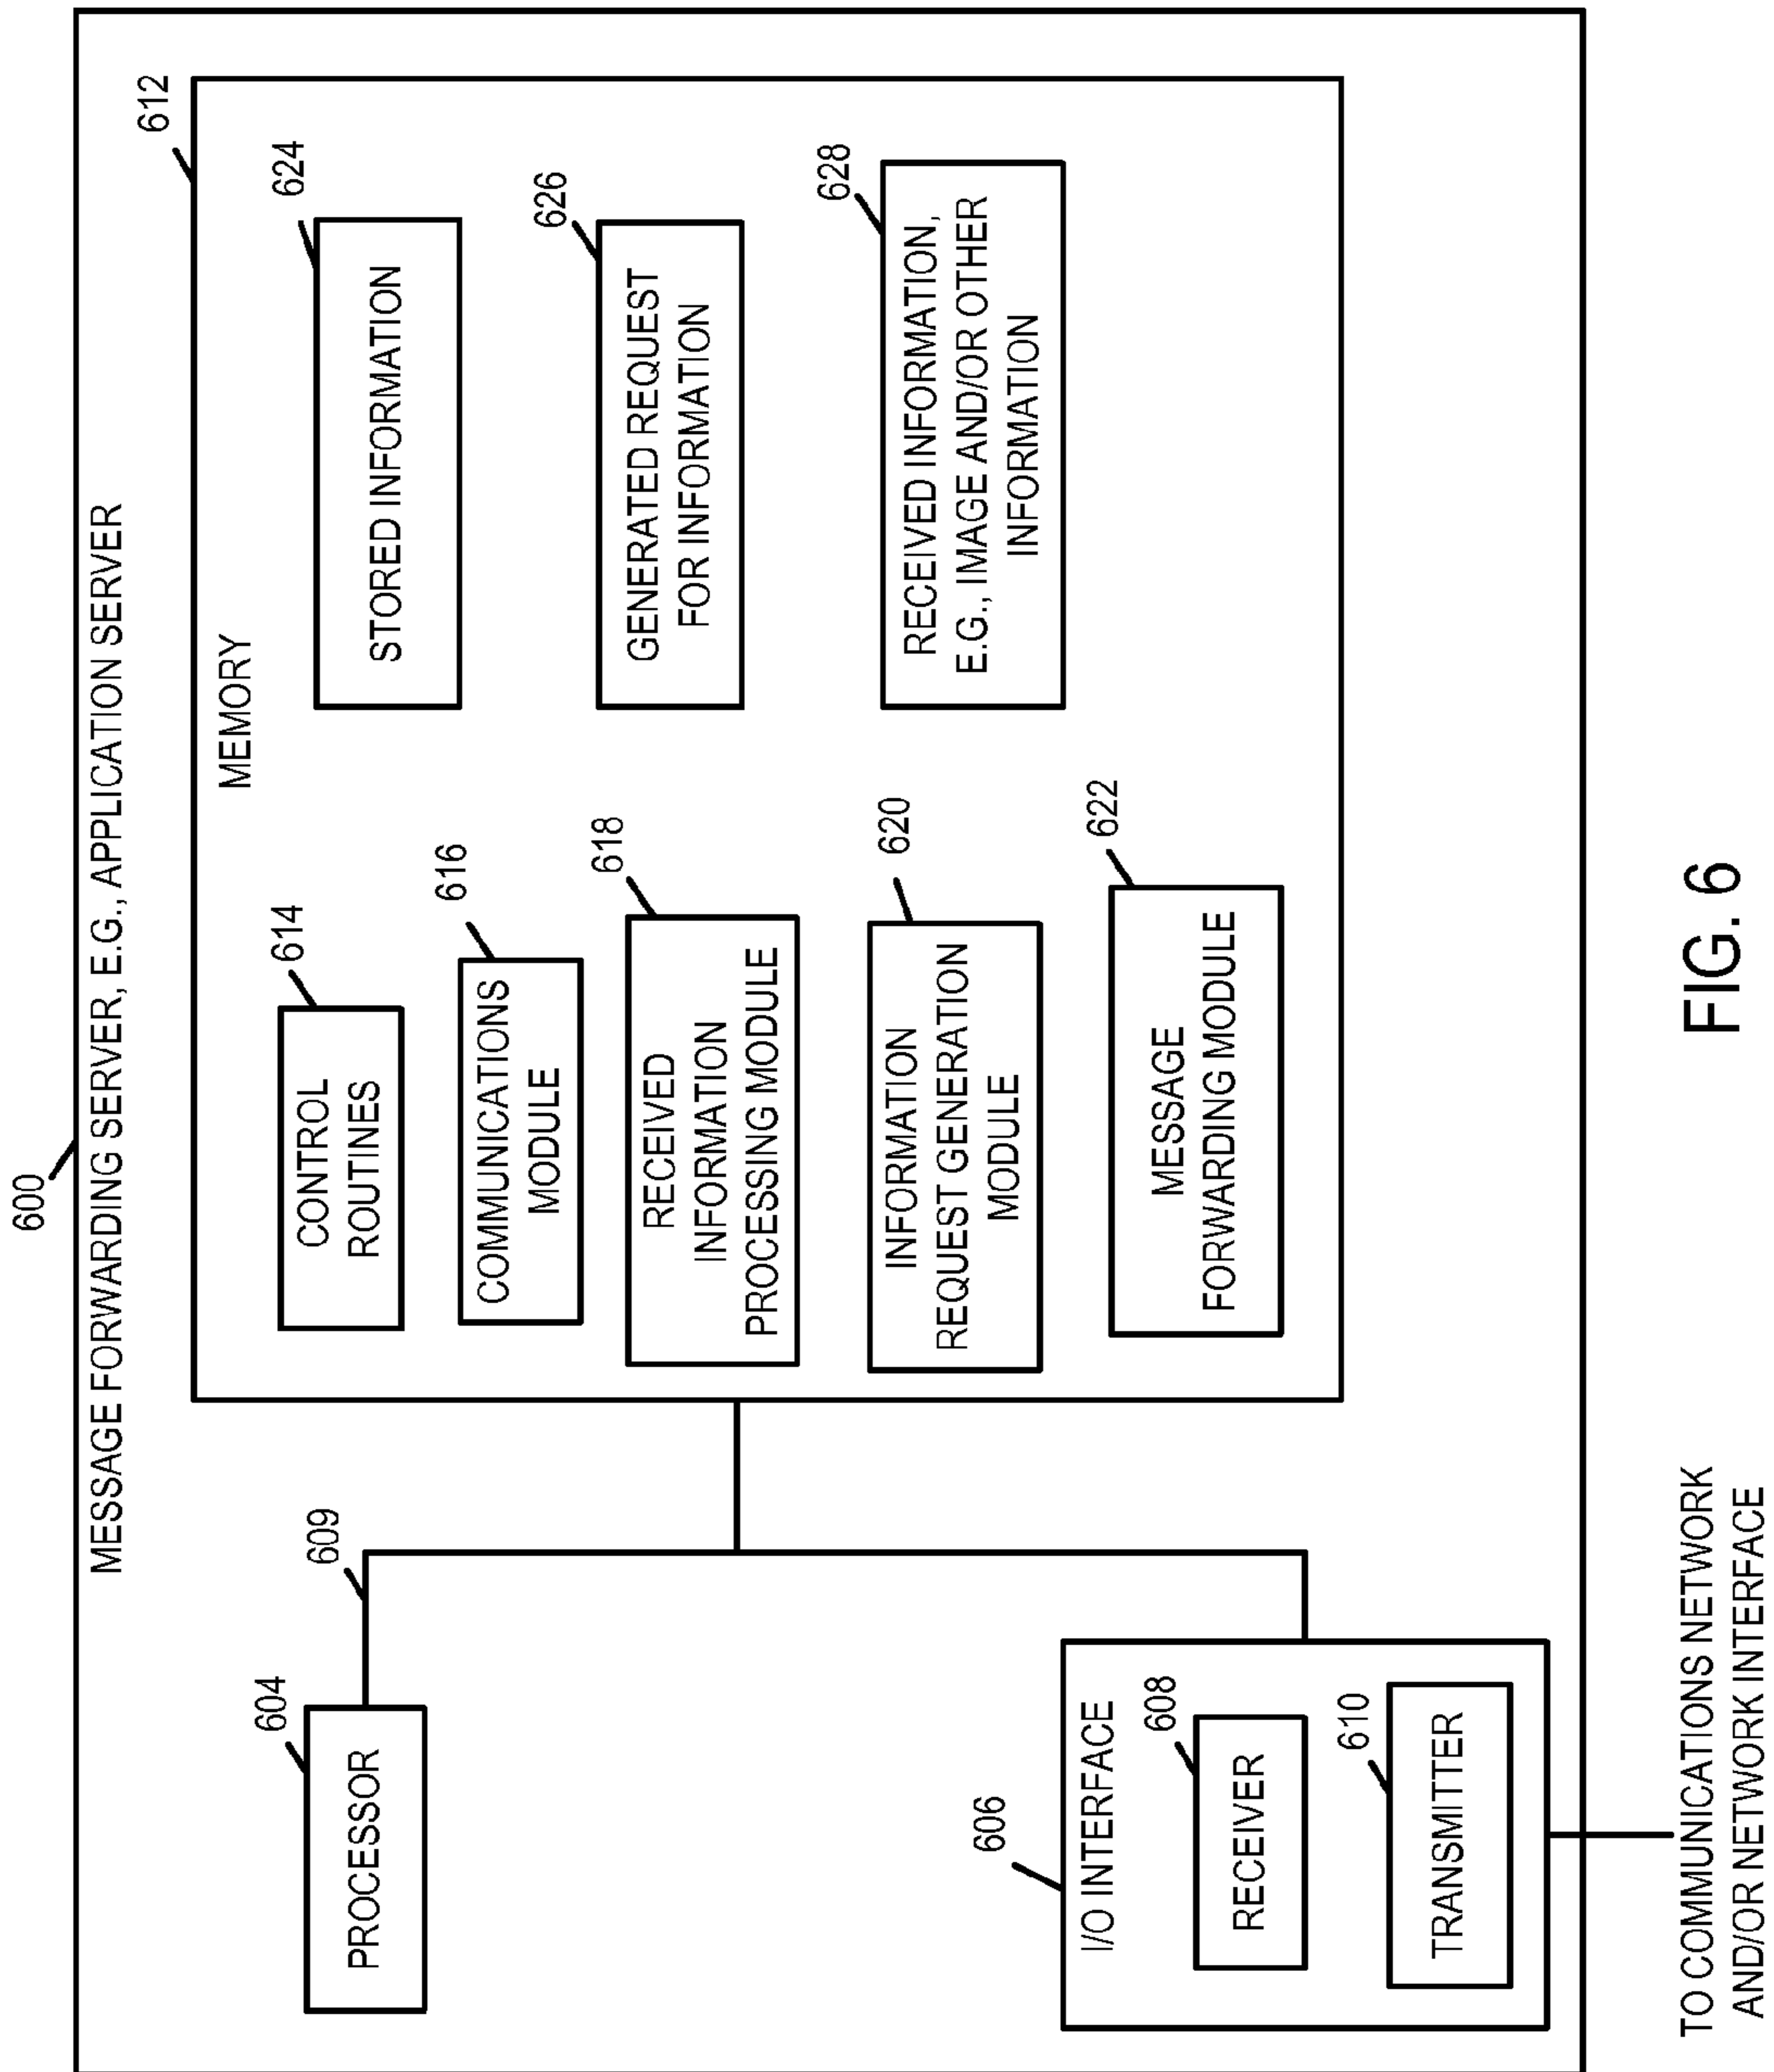 600
MESSAGE FORWARDING SERVER, E.G., APPLICATION SERVER
604
PROCESSOR
609
606
I/O INTERFACE
608
RECEIVER
610
TRANSMITTER
TO COMMUNICATIONS NETWORK
AND/OR NETWORK INTERFACE
612
MEMORY
614
CONTROL
ROUTINES
616
COMMUNICATIONS
MODULE
618
RECEIVED
INFORMATION
PROCESSING MODULE
620
INFORMATION
REQUEST GENERATION
MODULE
622
MESSAGE
FORWARDING MODULE
624
STORED INFORMATION
626
GENERATED REQUEST
FOR INFORMATION
628
RECEIVED INFORMATION,
E.G., IMAGE AND/OR OTHER
INFORMATION
FIG. 6